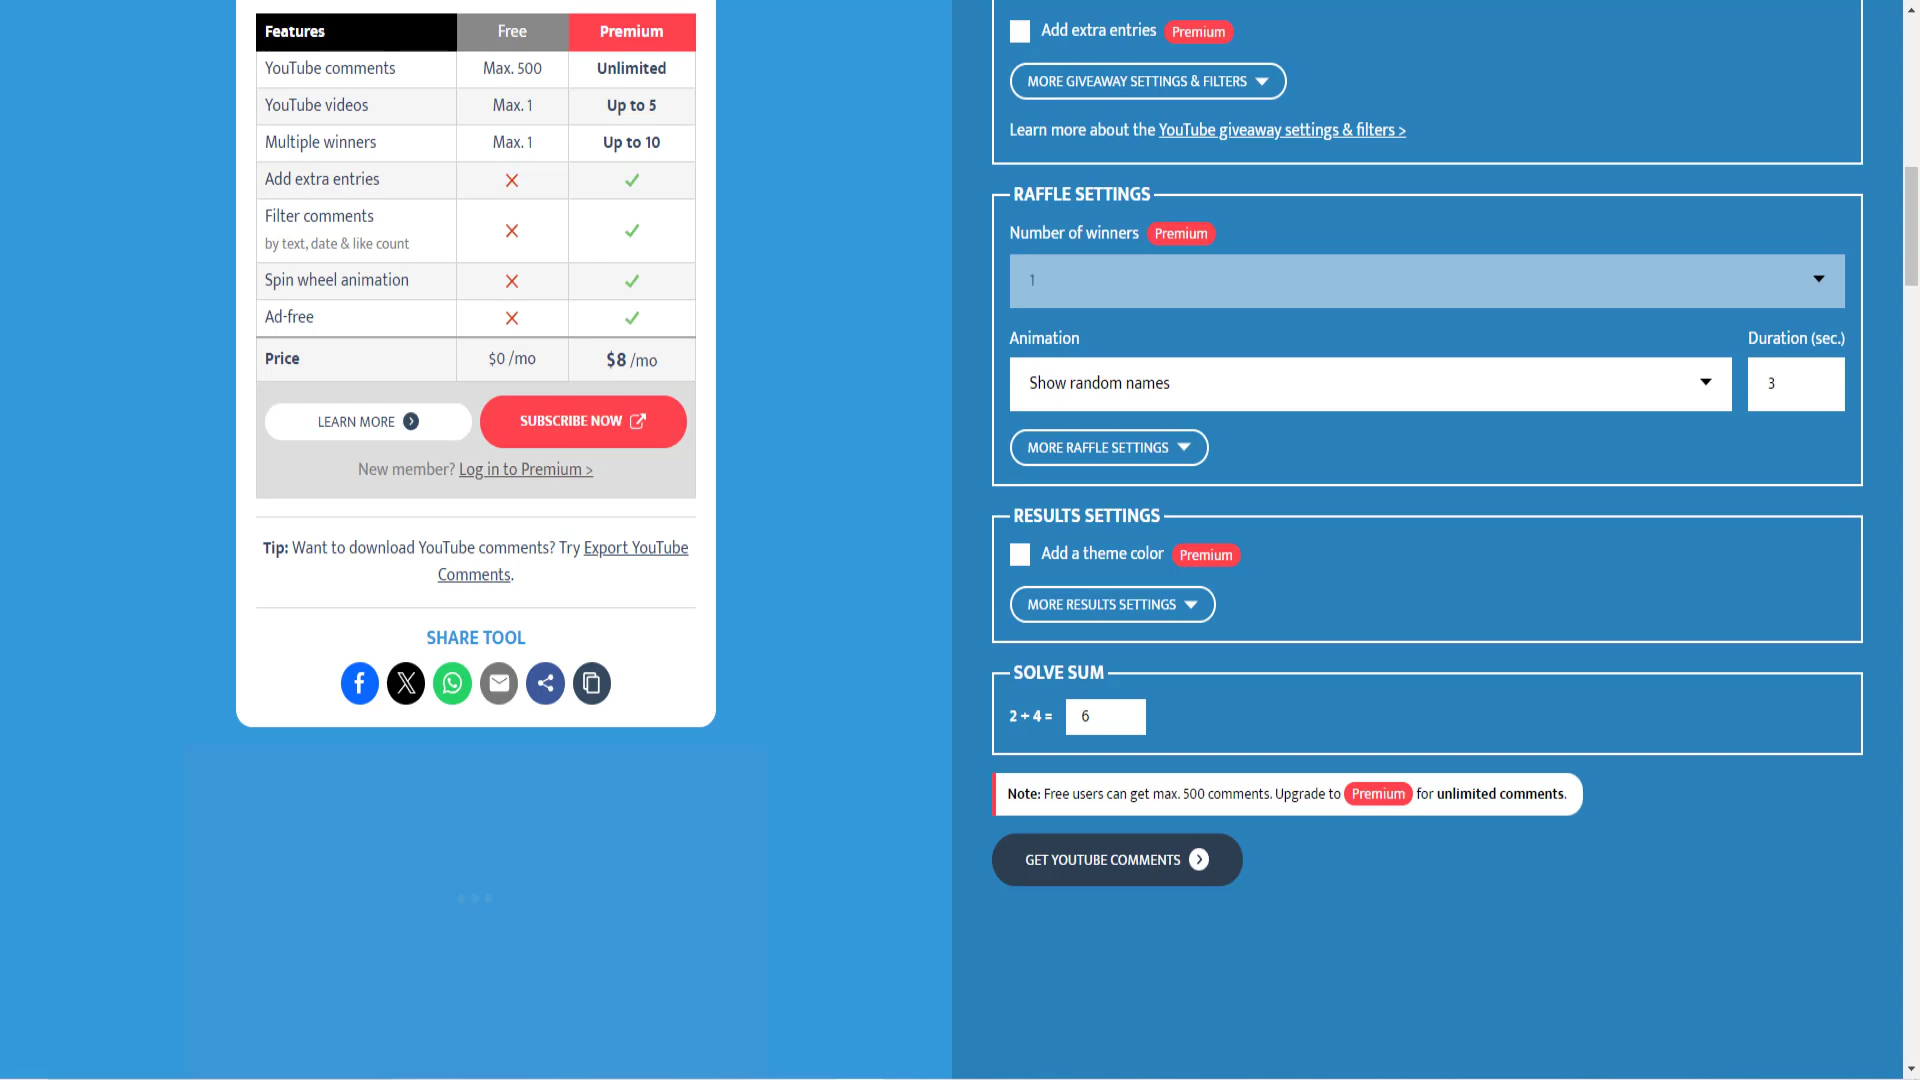 Features Free Premium
YouTube comments Max. 500 Unlimited
YouTube videos Max. 1 Up to 5
Multiple winners Max. 1 Up to 10
Add extra entries
Filter comments
by text, date & like count
Spin wheel animation
Ad-free
Price $0 /mo $8 /mo
LEARN MORE SUBSCRIBE NOW
New member? Log in to Premium >
Tip: Want to download YouTube comments? Try Export YouTube
Comments.
SHARE TOOL
Add extra entries Premium
MORE GIVEAWAY SETTINGS & FILTERS
Learn more about the YouTube giveaway settings & filters >
RAFFLE SETTINGS
Number of winners Premium
1
Animation Duration (sec.)
Show random names 3
MORE RAFFLE SETTINGS
RESULTS SETTINGS
Add a theme color Premium
MORE RESULTS SETTINGS
SOLVE SUM
2 + 4 = 6
Note: Free users can get max. 500 comments. Upgrade to Premium for unlimited comments.
GET YOUTUBE COMMENTS